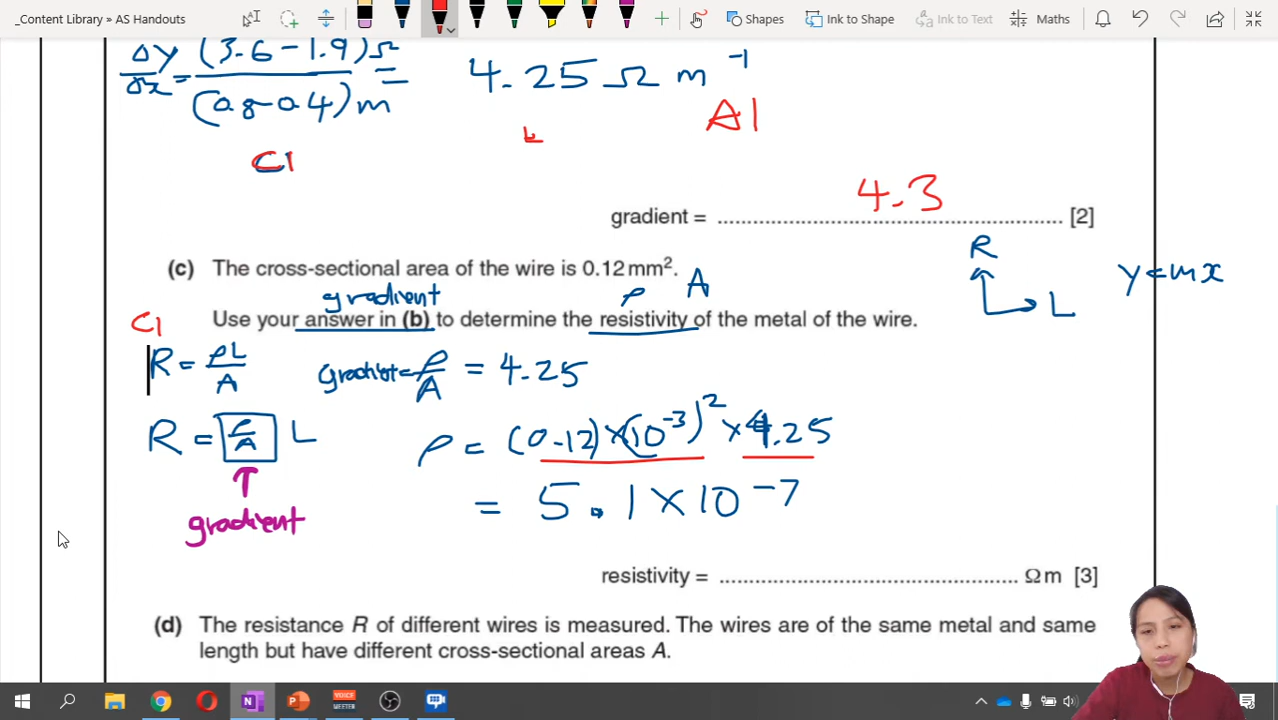 _Content Library » AS Handouts
Shapes
Ink to Shape
Ink to Text
Maths
Δy/Δx = (3.6-1.9)Ω / (0.8-0.4)m = 4.25 Ω m⁻¹
A1
C1
4.3
gradient = .......... [2]
R
L
y=mx
(c) The cross-sectional area of the wire is 0.12 mm².
gradient
ρ
A
Use your answer in (b) to determine the resistivity of the metal of the wire.
C1
R = ρL/A gradient = ρ/A = 4.25
R = ρ/A L ρ = (0.12)×(10⁻³)² × 4.25
= 5.1 × 10⁻⁷
gradient
resistivity = .......... Ωm [3]
(d) The resistance R of different wires is measured. The wires are of the same metal and same
length but have different cross-sectional areas A.
VOICE
MEETER